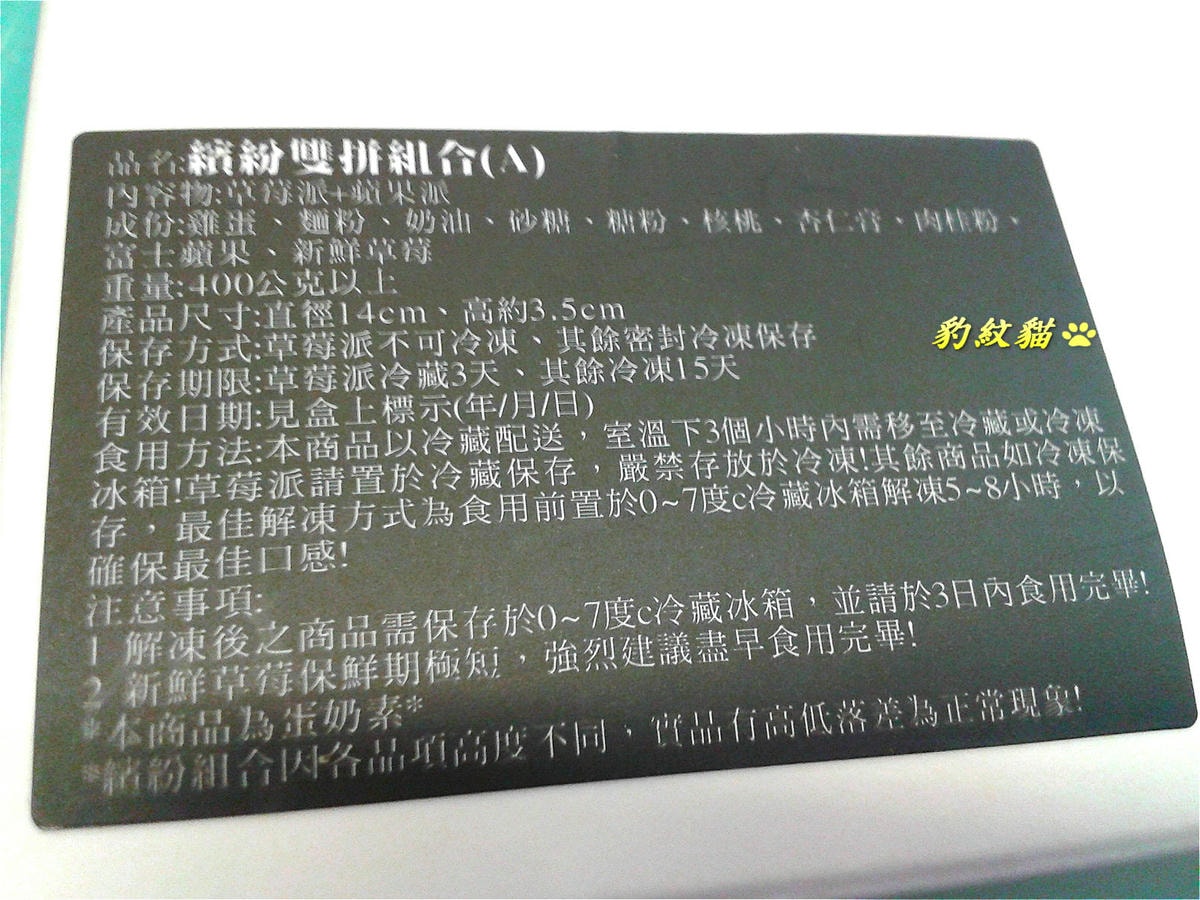 品名:繽紛雙拼組合(A)
內容物:草莓派+蘋果派
成份:雞蛋、麵粉、奶油、砂糖、糖粉、核桃、杏仁膏、肉桂粉、
富士蘋果、新鮮草莓
重量:400公克以上
產品尺寸:直徑14cm、高約3.5cm
保存方式:草莓派不可冷凍、其餘密封冷凍保存
保存期限:草莓派冷藏3天、其餘冷凍15天
有效日期:見盒上標示(年/月/日)
食用方法:本商品以冷藏配送，室溫下3個小時內需移至冷藏或冷凍
冰箱!草莓派請置於冷藏保存，嚴禁存放於冷凍!其餘商品如冷凍保
存，最佳解凍方式為食用前置於0~7度c冷藏冰箱解凍5~8小時，以
確保最佳口感!
注意事項:
1 解凍後之商品需保存於0~7度c冷藏冰箱，並請於3日內食用完畢!
2/新鮮草莓保鮮期極短，強烈建議盡早食用完畢!
*本商品為蛋奶素*
*繽紛組合因各品項高度不同，實品有高低落差為正常現象!
豹紋貓